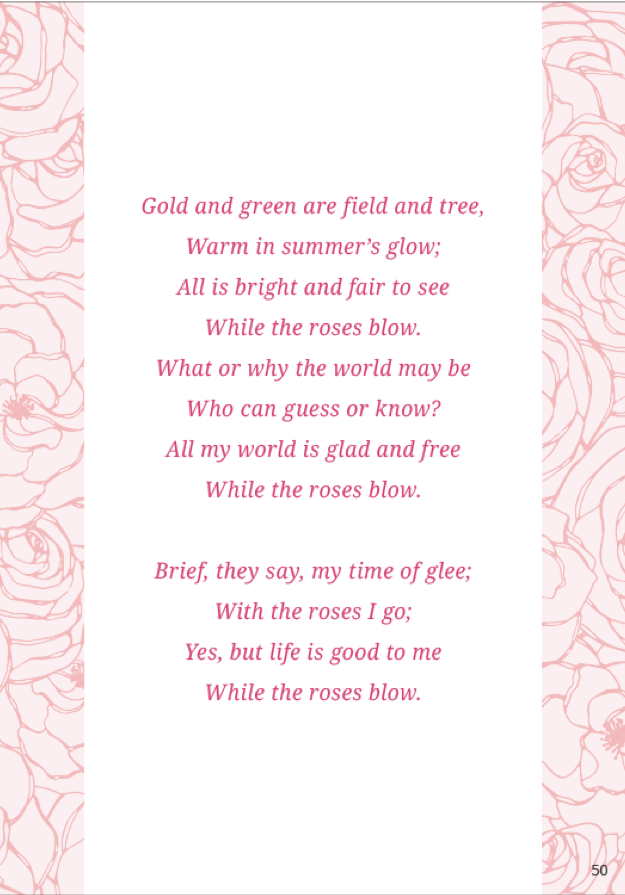 Gold and green are field and tree,
Warm in summer’s glow;
All is bright and fair to see
While the roses blow.
What or why the world may be
Who can guess or know?
All my world is glad and free
While the roses blow.
Brief, they say, my time of glee;
With the roses I go;
Yes, but life is good to me
While the roses blow.
50